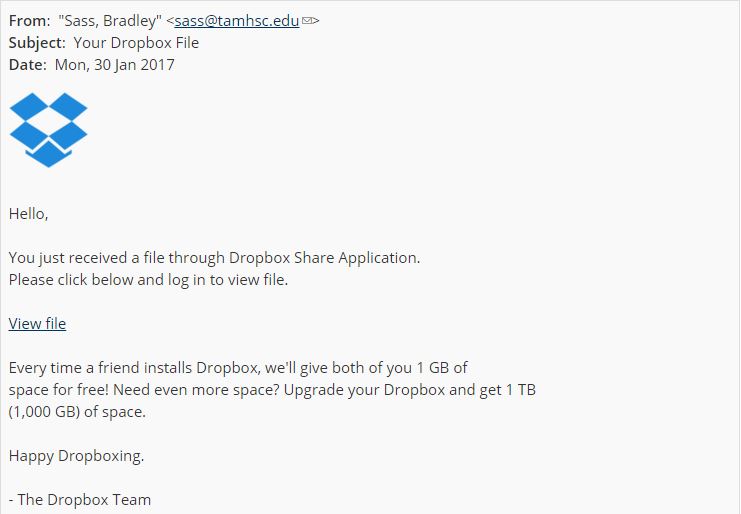 From: "Sass, Bradley" <sass@tamhsc.edu>
Subject: Your Dropbox File
Date: Mon, 30 Jan 2017
Hello,
You just received a file through Dropbox Share Application.
Please click below and log in to view file.
View file
Every time a friend installs Dropbox, we'll give both of you 1 GB of
space for free! Need even more space? Upgrade your Dropbox and get 1 TB
(1,000 GB) of space.
Happy Dropboxing.
- The Dropbox Team